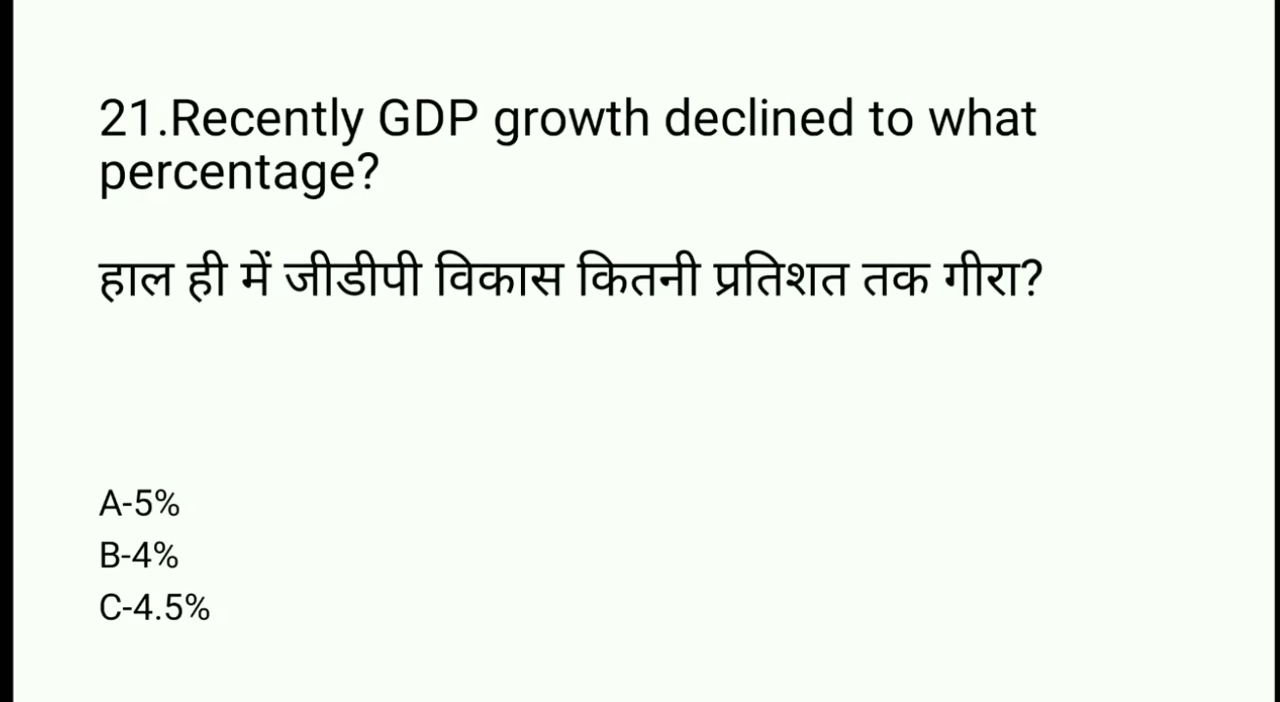 21.Recently GDP growth declined to what
percentage?
हाल ही में जीडीपी विकास कितनी प्रतिशत तक गीरा?
A-5%
B-4%
C-4.5%